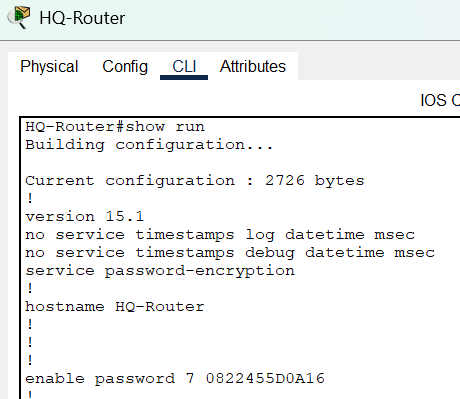 HQ-Router
Physical Config CLI Attributes
IOS C
HQ-Router#show run
Building configuration...
Current configuration : 2726 bytes
!
version 15.1
no service timestamps log datetime msec
no service timestamps debug datetime msec
service password-encryption
!
hostname HQ-Router
!
!
!
enable password 7 0822455D0A16
!